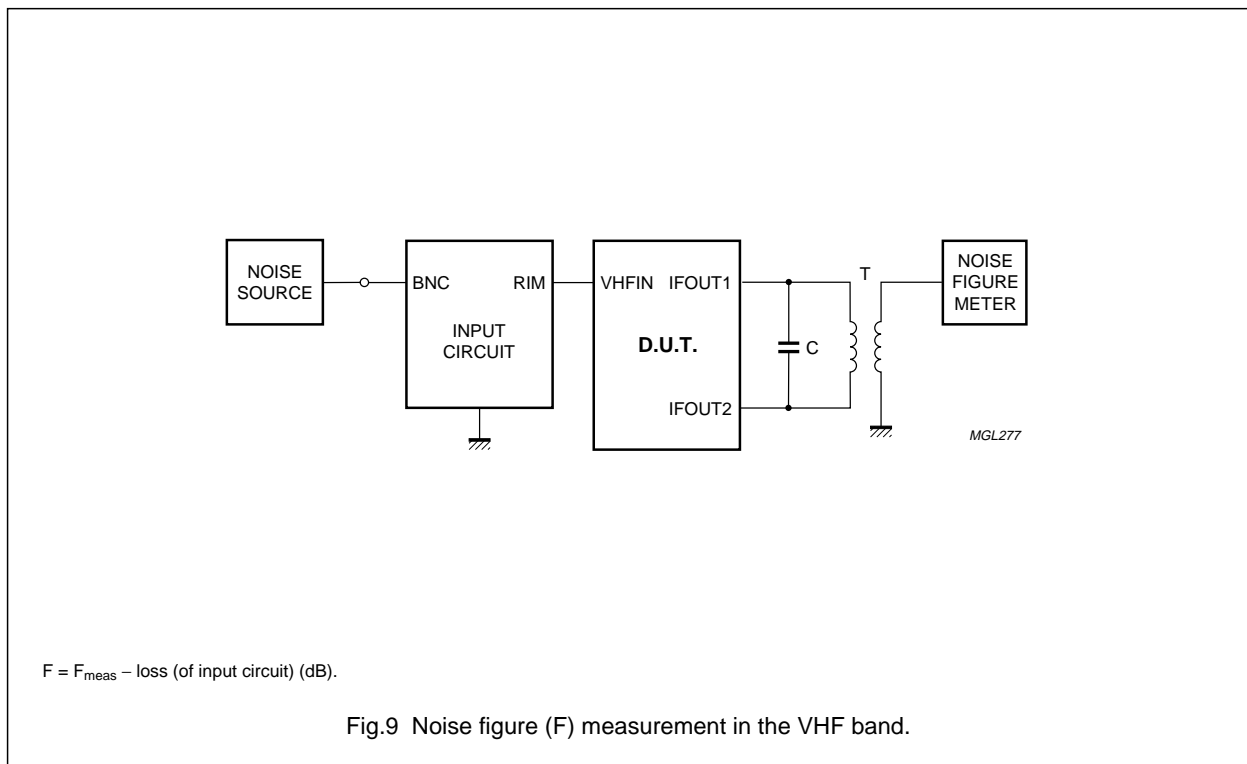 NOISE
SOURCE
BNC
RIM
INPUT
CIRCUIT
VHFIN
IFOUT1
D.U.T.
IFOUT2
C
T
NOISE
FIGURE
METER
MGL277
F = Fmeas − loss (of input circuit) (dB).
Fig.9 Noise figure (F) measurement in the VHF band.